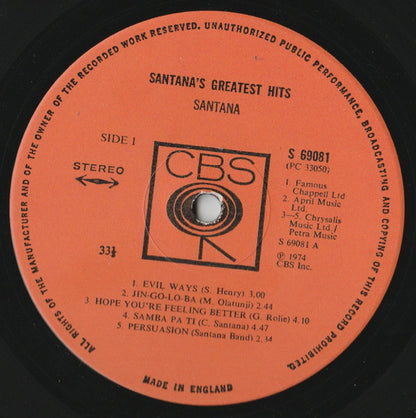 ALL RIGHTS OF THE MANUFACTURER AND OF THE OWNER OF THE RECORDED WORK RESERVED. UNAUTHORIZED PUBLIC PERFORMANCE, BROADCASTING AND COPYING OF THIS RECORD PROHIBITED.
SANTANA'S GREATEST HITS
SANTANA
SIDE 1
STEREO
33⅓
CBS
S 69081
(PC 33050)
1 Famous
Chappell Ltd
2. April Music
Ltd.
3—5. Chrysalis
Music Ltd./
Petra Music
S 69081 A
℗ 1974
CBS Inc.
1. EVIL WAYS (S. Henry) 3.00
2. JIN-GO-LO-BA (M. Olatunji) 2.44
3 HOPE YOU'RE FEELING BETTER (G. Rolie) 4.10
4. SAMBA PA TI (C. Santana) 4.47
5. PERSUASION (Santana Band) 2.34
MADE IN ENGLAND